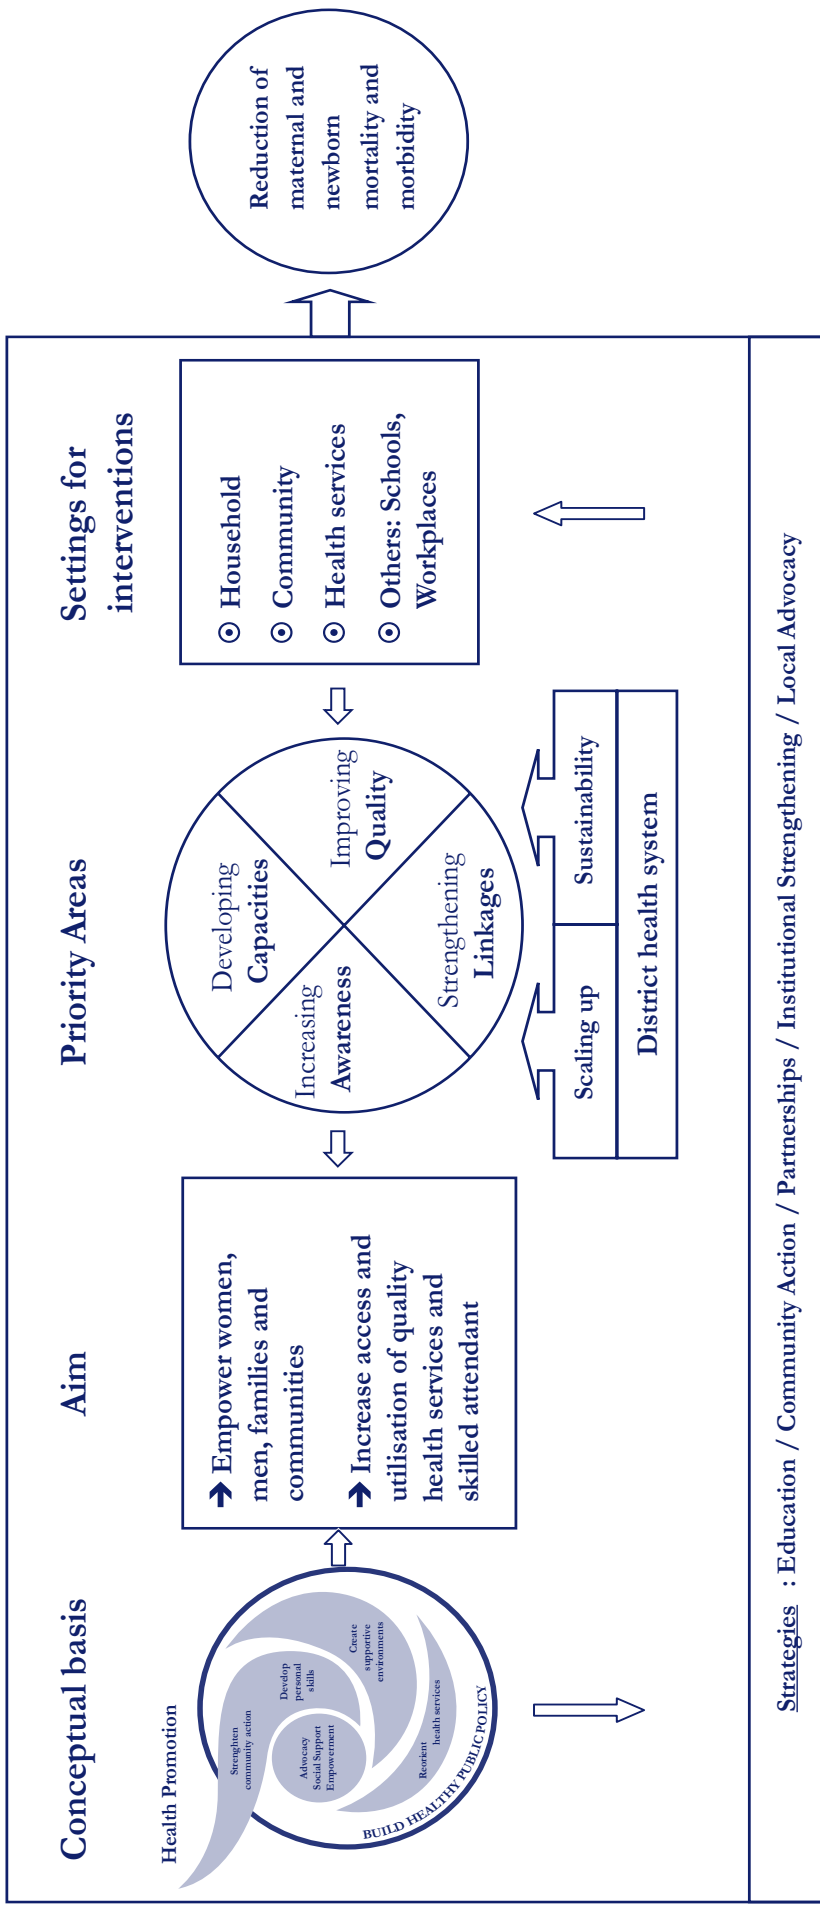 Conceptual basis
Health Promotion
Strenghten
community action
Develop
personal
skills
Create
supportive
environments
Advocacy
Social Support
Empowerment
Reorient
health services
BUILD HEALTHY PUBLIC POLICY
Aim
➔ Empower women,
men, families and
communities
➔ Increase access and
utilisation of quality
health services and
skilled attendant
Priority Areas
Developing
Capacities
Increasing
Awareness
Improving
Quality
Strengthening
Linkages
Scaling up
Sustainability
District health system
Settings for
interventions
Household
Community
Health services
Others: Schools,
Workplaces
Reduction of
maternal and
newborn
mortality and
morbidity
Strategies : Education / Community Action / Partnerships / Institutional Strengthening / Local Advocacy